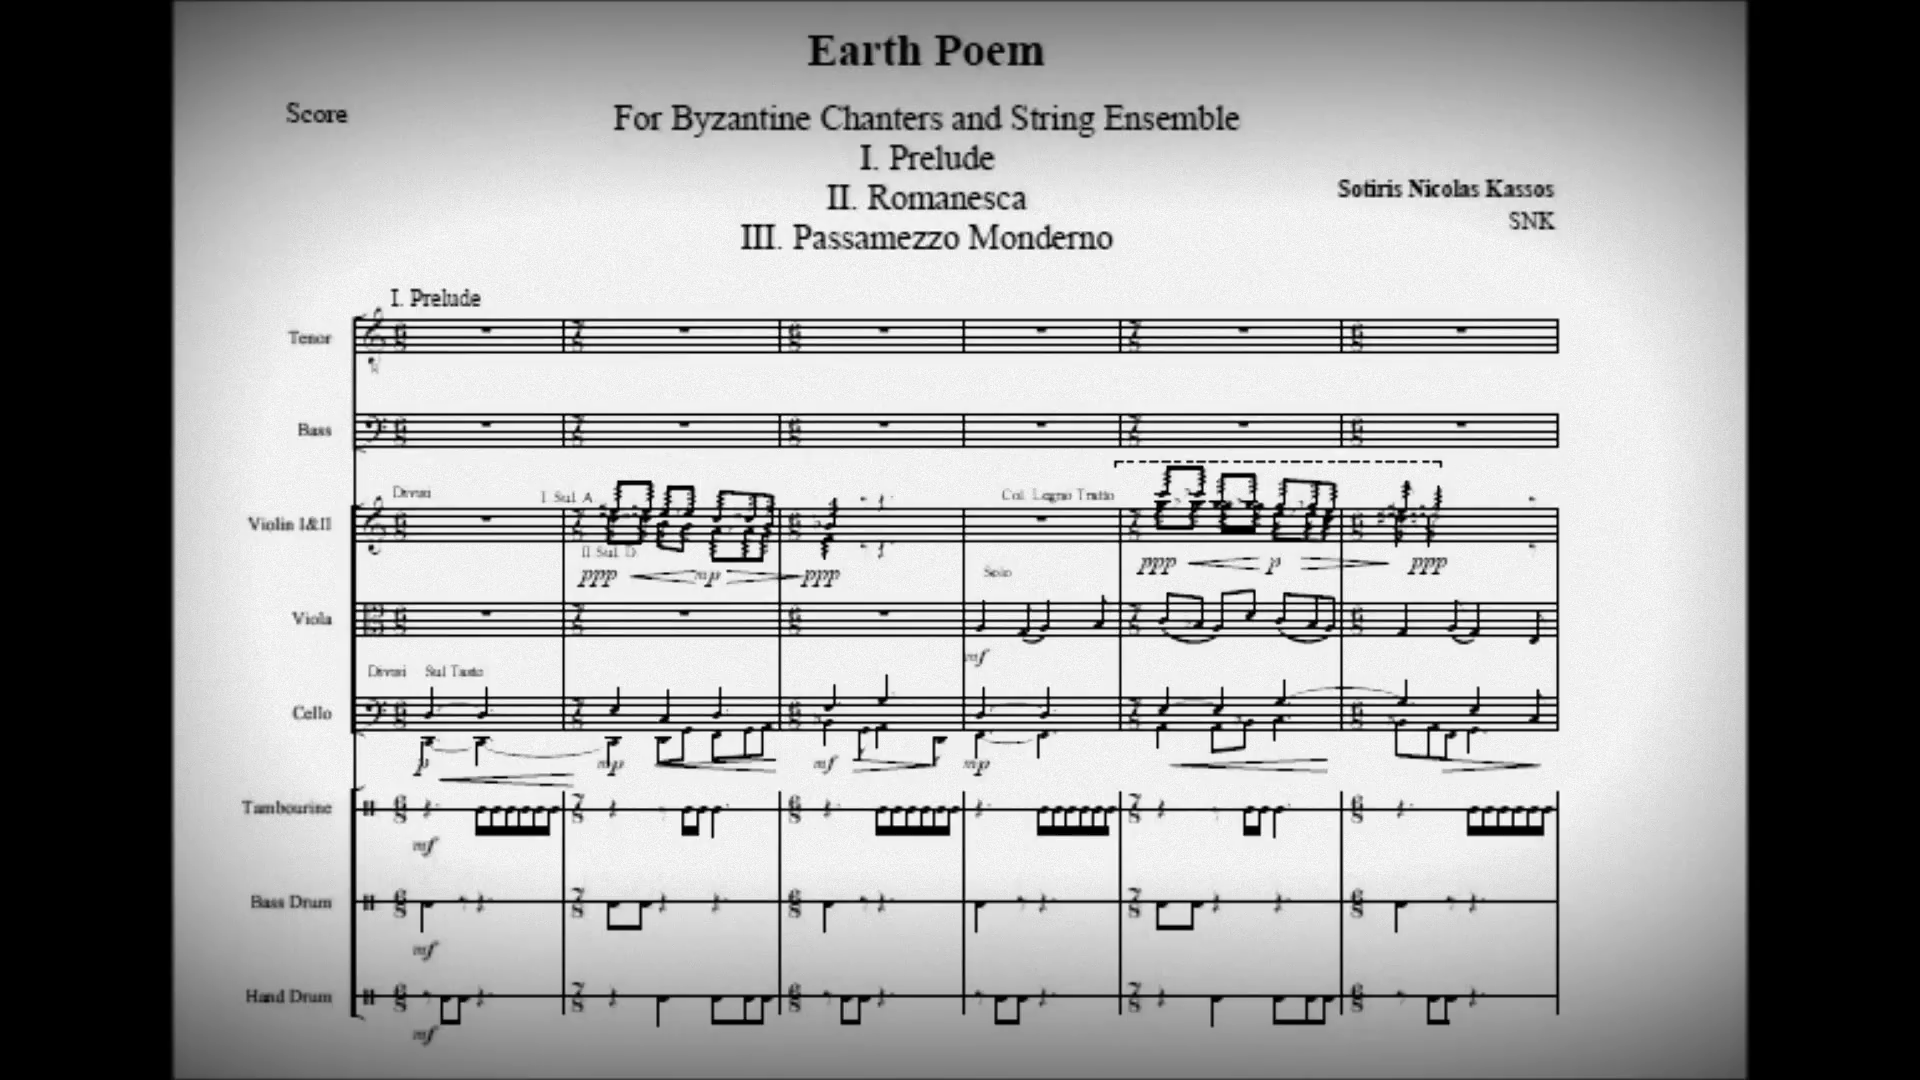 Earth Poem
Score
For Byzantine Chanters and String Ensemble
I. Prelude
II. Romanesca
III. Passamezzo Monderno
Sotiris Nicolas Kassos
SNK
I. Prelude
Tenor
Bass
Divisi
I Sul A
Col Legno Tratto
Violin I&II
II Sul D
ppp mp ppp ppp p ppp
Solo
Viola
mf
Divisi Sul Tasto
Cello
p mp mf mp
Tambourine
mf
Bass Drum
mf
Hand Drum
mf